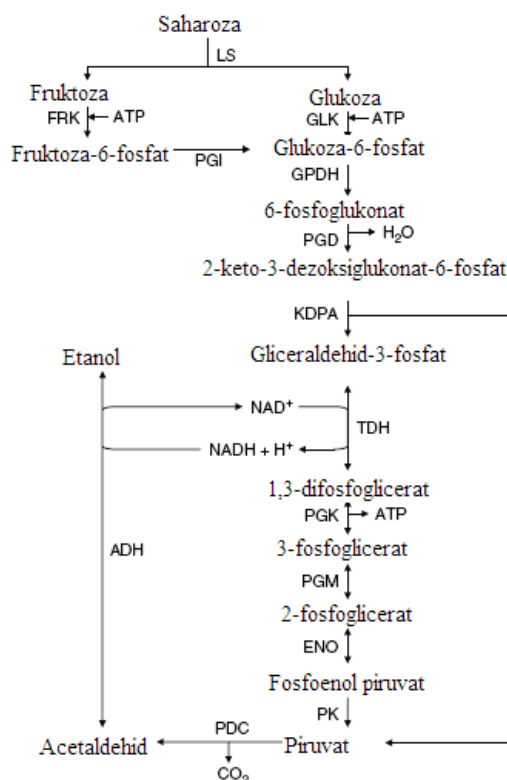 Saharoza
LS
Fruktoza
Glukoza
FRK
ATP
GLK
ATP
Fruktoza-6-fosfat
PGI
Glukoza-6-fosfat
GPDH
6-fosfoglukonat
PGD
H₂O
2-keto-3-dezoksiglukonat-6-fosfat
KDPA
Etanol
Gliceraldehid-3-fosfat
NAD⁺
TDH
NADH + H⁺
1,3-difosfoglicerat
PGK
ATP
3-fosfoglicerat
ADH
PGM
2-fosfoglicerat
ENO
Fosfoenol piruvat
PK
PDC
Acetaldehid
Piruvat
CO₂